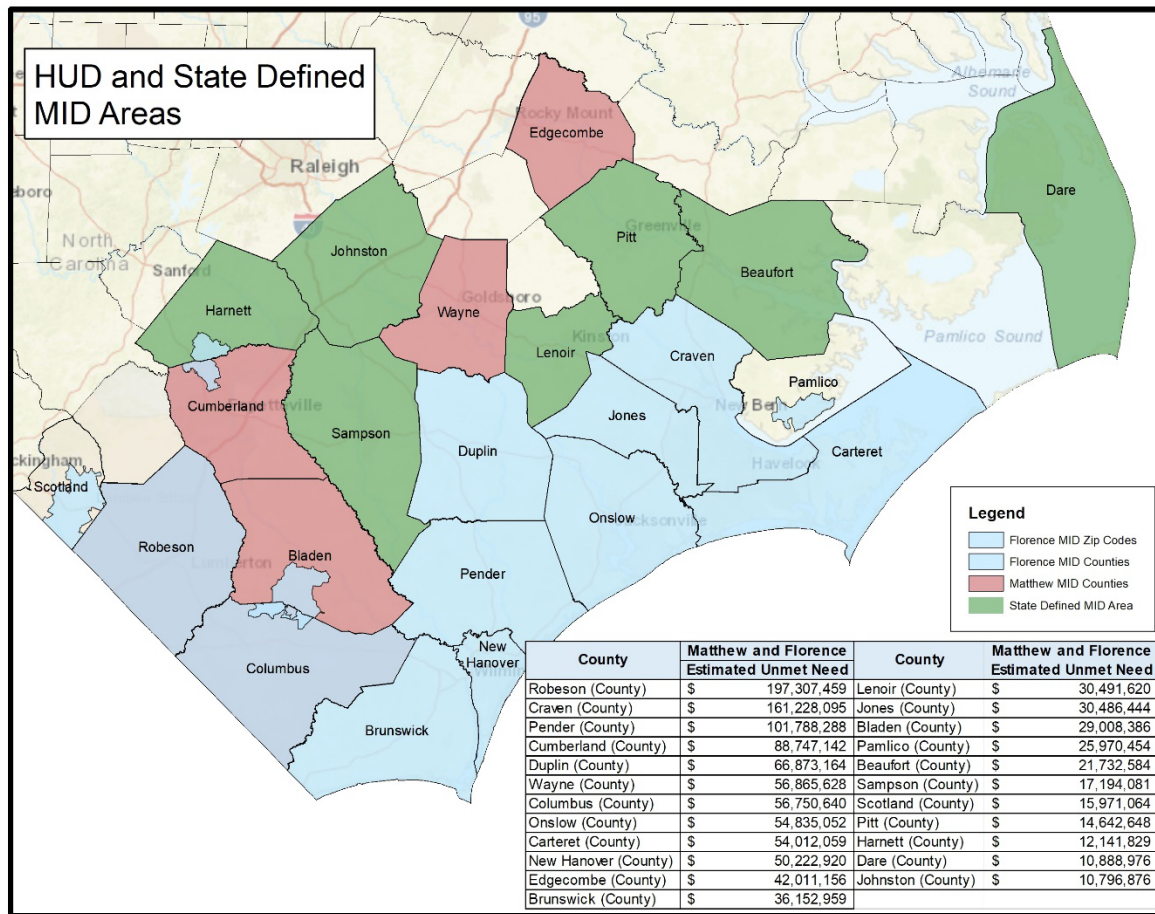 HUD and State Defined
MID Areas
95
Albemarle
Sound
Rocky Mount
Edgecombe
Raleigh
Dare
North
Carolina
Johnston
Greenville
Pitt
Sanford
Beaufort
Harnett
Goldsboro
Wayne
Kinston
Lenoir
Craven
Pamlico Sound
Pamlico
Cumberland
Sampson
Jones
New Bern
Duplin
Carteret
Havelock
Scotland
Onslow
Jacksonville
Robeson
Lumberton
Bladen
Pender
Columbus
New
Hanover
Brunswick
Legend
Florence MID Zip Codes
Florence MID Counties
Matthew MID Counties
State Defined MID Area
County Matthew and Florence County Matthew and Florence
Estimated Unmet Need Estimated Unmet Need
Robeson (County) $ 197,307,459 Lenoir (County) $ 30,491,620
Craven (County) $ 161,228,095 Jones (County) $ 30,486,444
Pender (County) $ 101,788,288 Bladen (County) $ 29,008,386
Cumberland (County) $ 88,747,142 Pamlico (County) $ 25,970,454
Duplin (County) $ 66,873,164 Beaufort (County) $ 21,732,584
Wayne (County) $ 56,865,628 Sampson (County) $ 17,194,081
Columbus (County) $ 56,750,640 Scotland (County) $ 15,971,064
Onslow (County) $ 54,835,052 Pitt (County) $ 14,642,648
Carteret (County) $ 54,012,059 Harnett (County) $ 12,141,829
New Hanover (County) $ 50,222,920 Dare (County) $ 10,888,976
Edgecombe (County) $ 42,011,156 Johnston (County) $ 10,796,876
Brunswick (County) $ 36,152,959